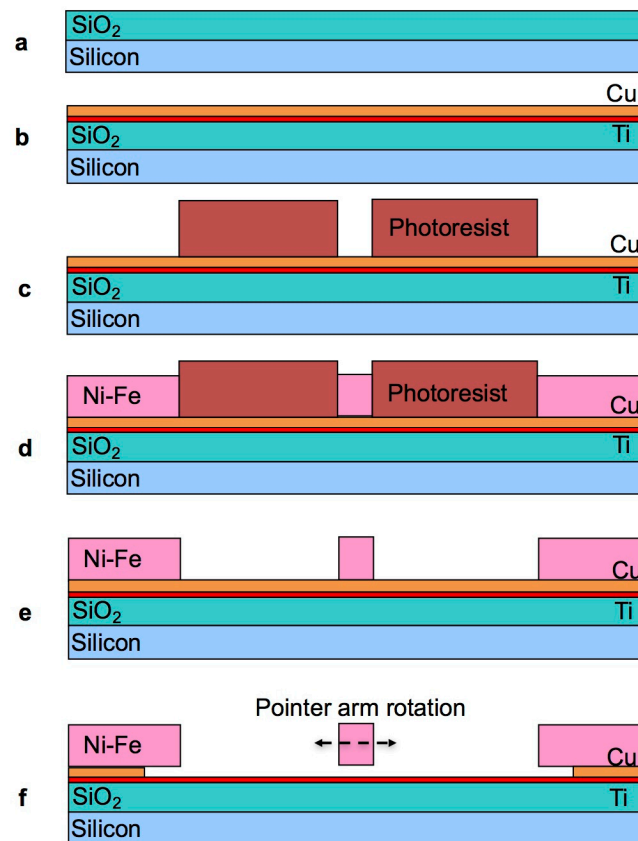 a
SiO₂
Silicon
b
Cu
SiO₂ Ti
Silicon
c
Photoresist
Cu
SiO₂ Ti
Silicon
d
Ni-Fe Photoresist Cu
SiO₂ Ti
Silicon
e
Ni-Fe Cu
SiO₂ Ti
Silicon
f
Pointer arm rotation
Ni-Fe Cu
SiO₂ Ti
Silicon